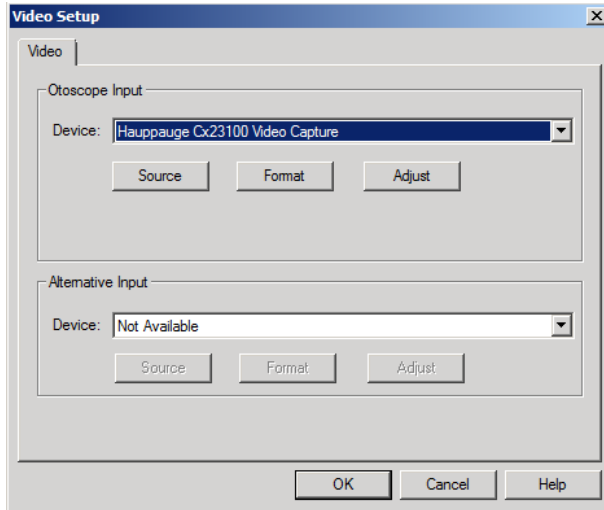 Video Setup
Video
Otoscope Input
Device: Hauppauge Cx23100 Video Capture
Source Format Adjust
Alternative Input
Device: Not Available
Source Format Adjust
OK Cancel Help